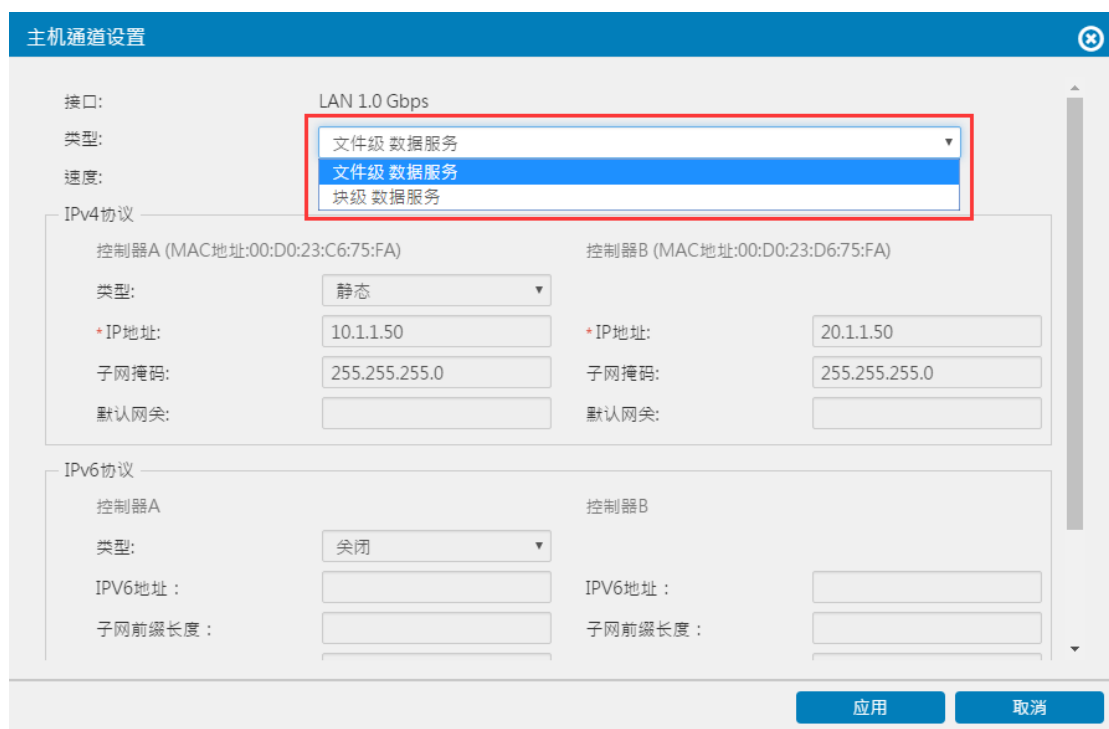 主机通道设置
接口: LAN 1.0 Gbps
类型: 文件级 数据服务
文件级 数据服务
速度:
块级 数据服务
IPv4协议
控制器A (MAC地址:00:D0:23:C6:75:FA) 控制器B (MAC地址:00:D0:23:D6:75:FA)
类型: 静态
*IP地址: 10.1.1.50 *IP地址: 20.1.1.50
子网掩码: 255.255.255.0 子网掩码: 255.255.255.0
默认网关: 默认网关:
IPv6协议
控制器A 控制器B
类型: 关闭
IPV6地址： IPV6地址：
子网前缀长度： 子网前缀长度：
应用 取消